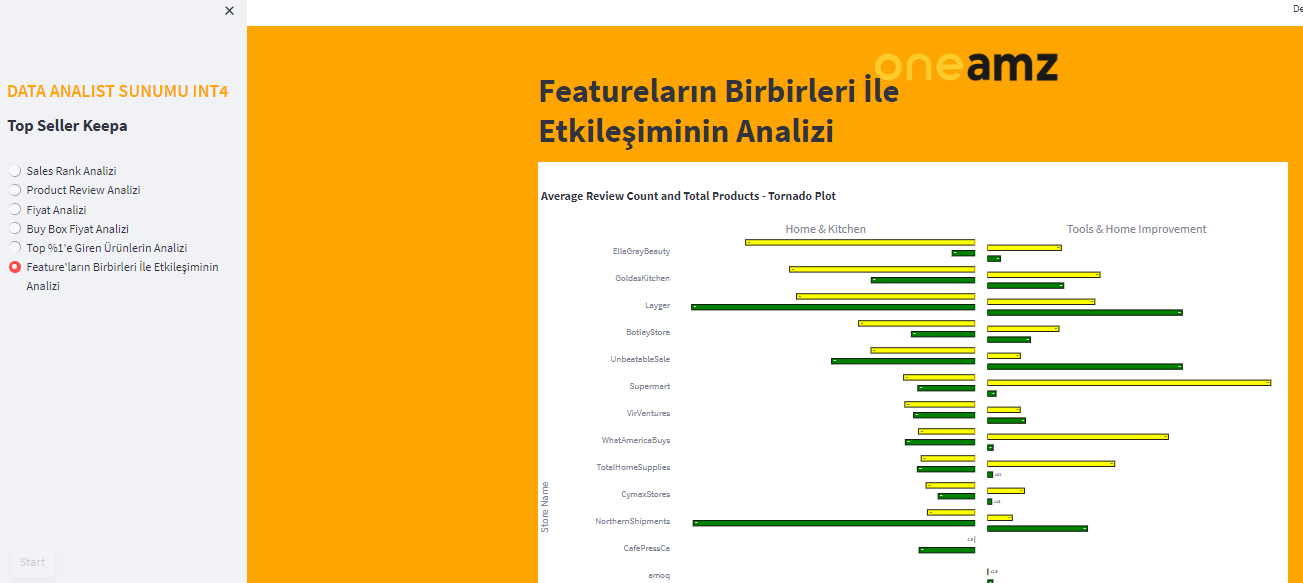 De
DATA ANALIST SUNUMU INT4
Top Seller Keepa
Sales Rank Analizi
Product Review Analizi
Fiyat Analizi
Buy Box Fiyat Analizi
Top %1'e Giren Ürünlerin Analizi
Feature'ların Birbirleri İle Etkileşiminin
Analizi
Start
oneamz
Featureların Birbirleri İle
Etkileşiminin Analizi
Average Review Count and Total Products - Tornado Plot
Home & Kitchen
Tools & Home Improvement
Store Name
EllaGreyBeauty
GoldasKitchen
Layger
BotleyStore
UnbeatableSale
Supermart
VirVentures
WhatAmericaBuys
TotalHomeSupplies
CymaxStores
NorthernShipments
CafePressCa
amoq